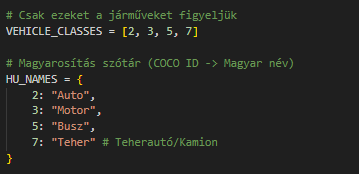 # Csak ezeket a járműveket figyeljük
VEHICLE_CLASSES = [2, 3, 5, 7]

# Magyarosítás szótár (COCO ID -> Magyar név)
HU_NAMES = {
    2: "Auto",
    3: "Motor",
    5: "Busz",
    7: "Teher" # Teherautó/Kamion
}